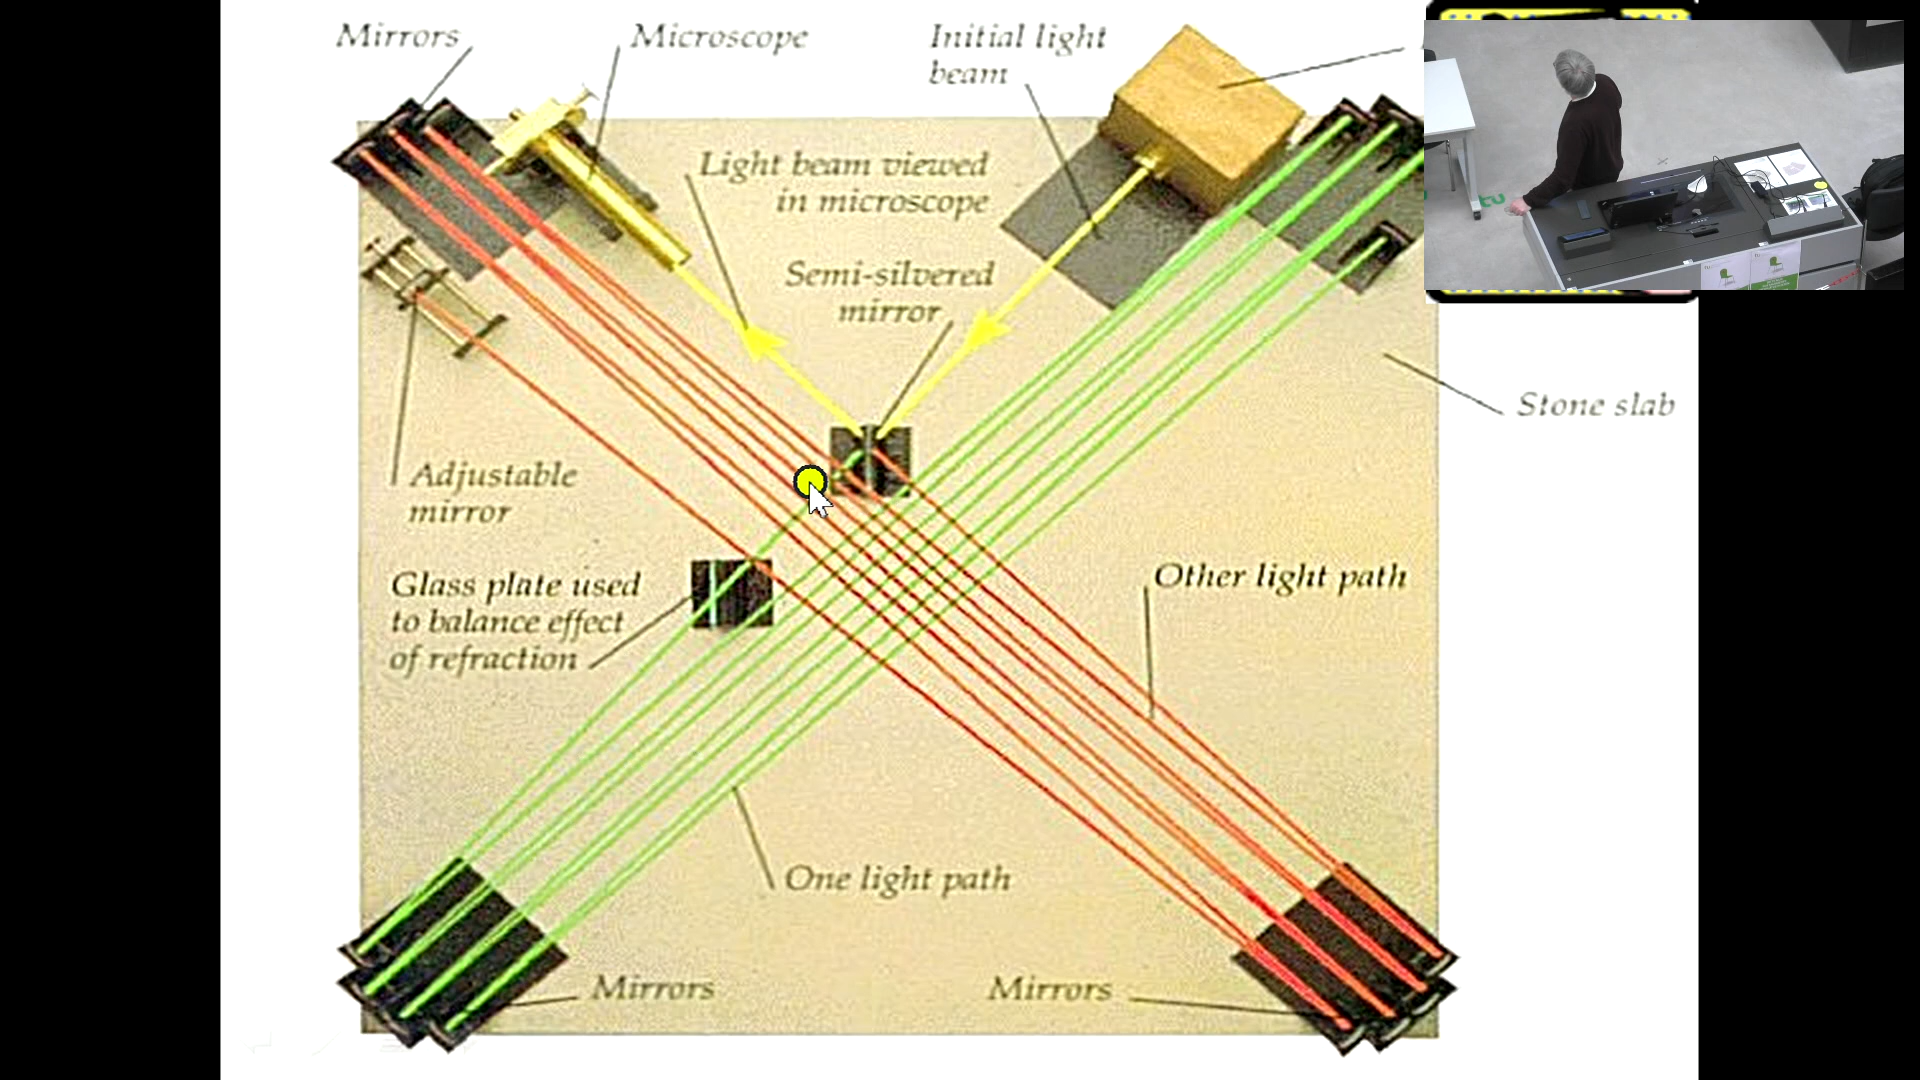 Mirrors
Microscope
Initial light
beam
Light beam viewed
in microscope
Semi-silvered
mirror
Stone slab
Adjustable
mirror
Glass plate used
to balance effect
of refraction
Other light path
One light path
Mirrors
Mirrors